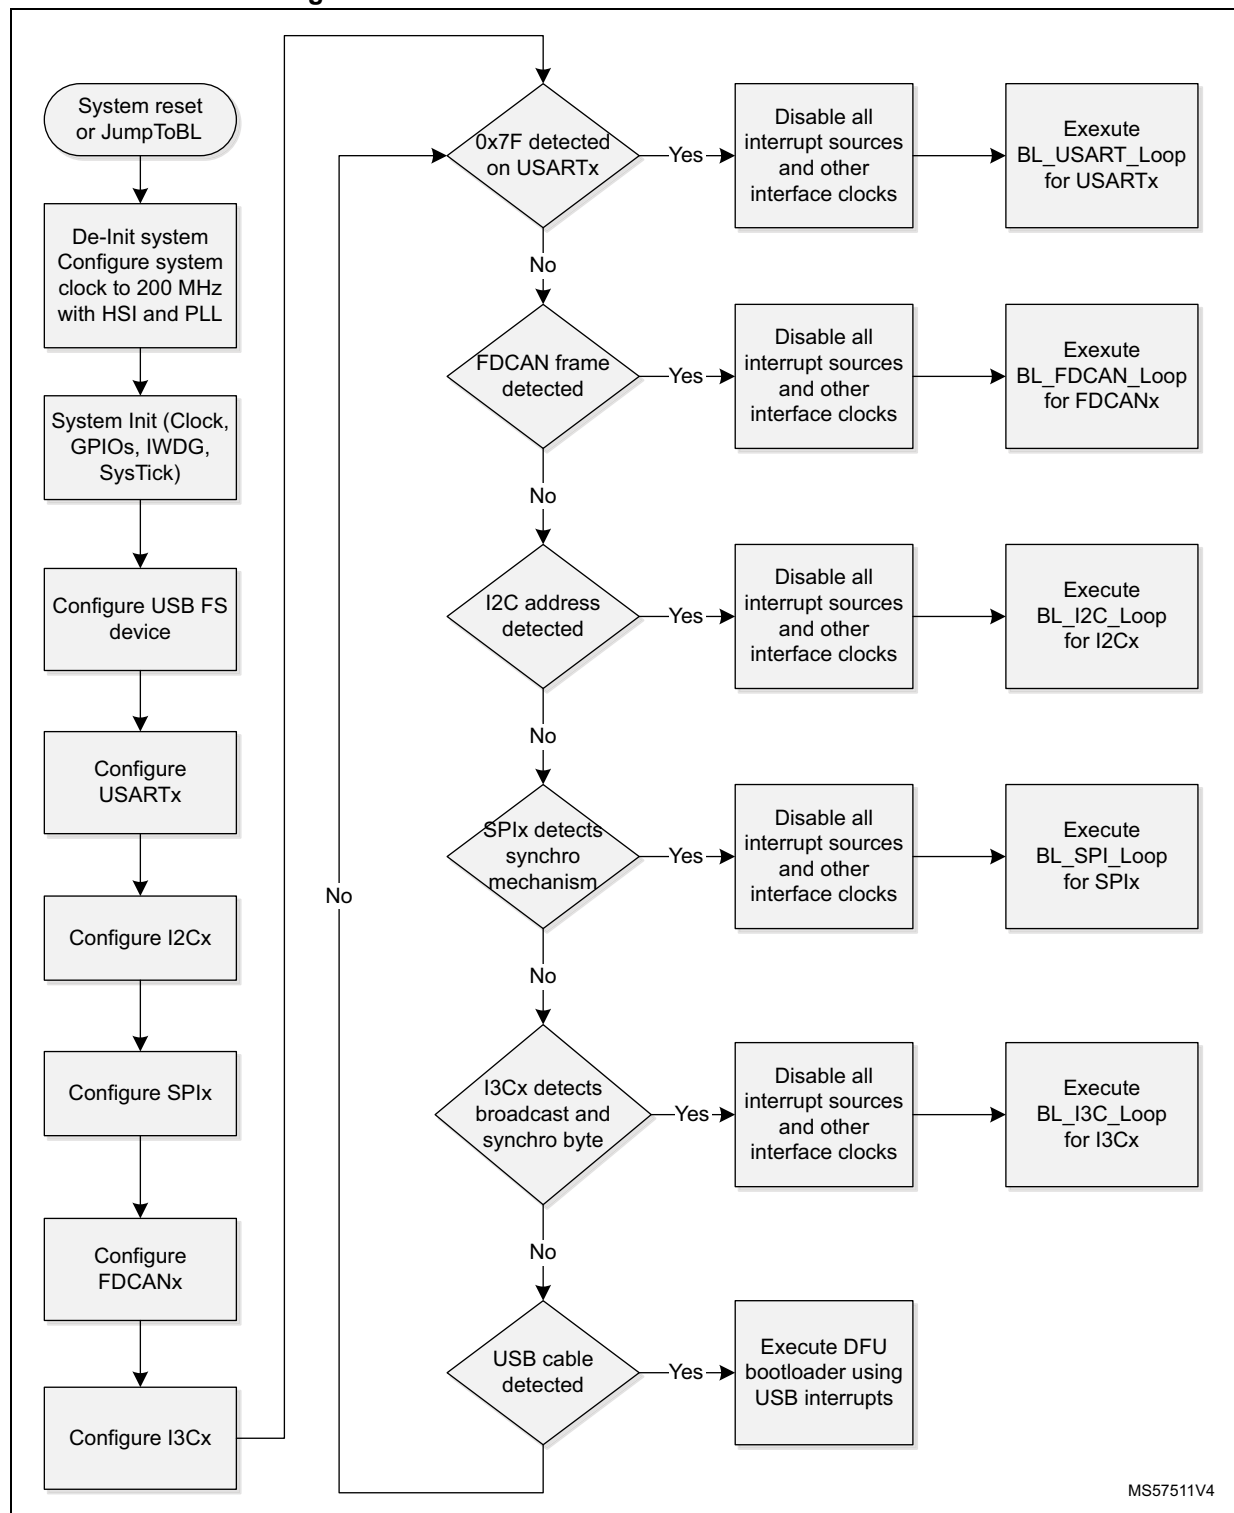 System reset
or JumpToBL
De-Init system
Configure system
clock to 200 MHz
with HSI and PLL
System Init (Clock,
GPIOs, IWDG,
SysTick)
Configure USB FS
device
Configure
USARTx
Configure I2Cx
Configure SPIx
Configure
FDCANx
Configure I3Cx
0x7F detected
on USARTx
Yes
Disable all
interrupt sources
and other
interface clocks
Exexute
BL_USART_Loop
for USARTx
No
FDCAN frame
detected
Yes
Disable all
interrupt sources
and other
interface clocks
Exexute
BL_FDCAN_Loop
for FDCANx
No
I2C address
detected
Yes
Disable all
interrupt sources
and other
interface clocks
Execute
BL_I2C_Loop
for I2Cx
No
SPIx detects
synchro
mechanism
Yes
Disable all
interrupt sources
and other
interface clocks
Execute
BL_SPI_Loop
for SPIx
No
No
I3Cx detects
broadcast and
synchro byte
Yes
Disable all
interrupt sources
and other
interface clocks
Execute
BL_I3C_Loop
for I3Cx
No
USB cable
detected
Yes
Execute DFU
bootloader using
USB interrupts
MS57511V4